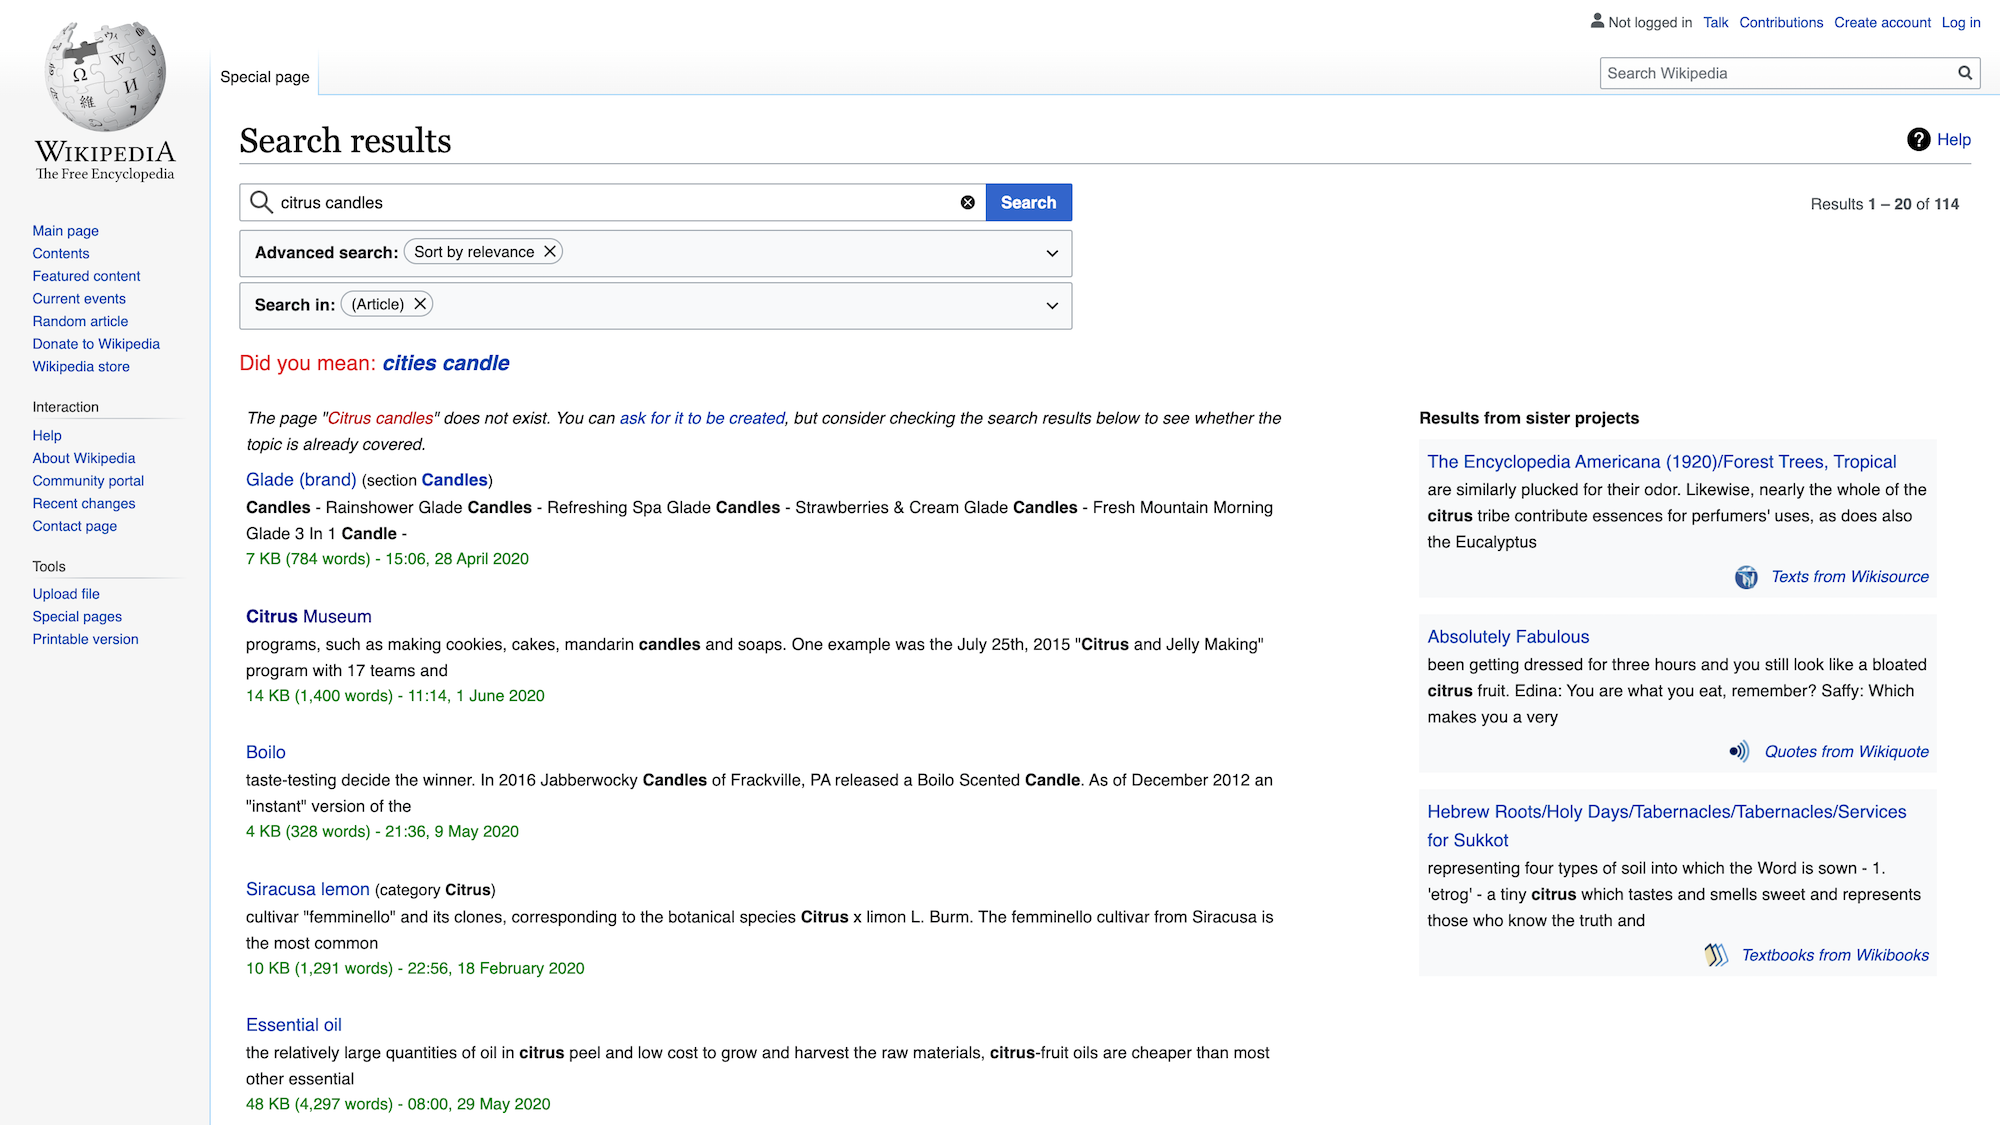 Not logged in Talk Contributions Create account Log in
Special page
Search Wikipedia
WIKIPEDIA
The Free Encyclopedia
Main page
Contents
Featured content
Current events
Random article
Donate to Wikipedia
Wikipedia store
Interaction
Help
About Wikipedia
Community portal
Recent changes
Contact page
Tools
Upload file
Special pages
Printable version
Search results
Help
citrus candles
Search
Results 1 – 20 of 114
Advanced search: Sort by relevance
Search in: (Article)
Did you mean: cities candle
The page "Citrus candles" does not exist. You can ask for it to be created, but consider checking the search results below to see whether the
topic is already covered.
Glade (brand) (section Candles)
Candles - Rainshower Glade Candles - Refreshing Spa Glade Candles - Strawberries & Cream Glade Candles - Fresh Mountain Morning
Glade 3 In 1 Candle -
7 KB (784 words) - 15:06, 28 April 2020
Citrus Museum
programs, such as making cookies, cakes, mandarin candles and soaps. One example was the July 25th, 2015 "Citrus and Jelly Making"
program with 17 teams and
14 KB (1,400 words) - 11:14, 1 June 2020
Boilo
taste-testing decide the winner. In 2016 Jabberwocky Candles of Frackville, PA released a Boilo Scented Candle. As of December 2012 an
"instant" version of the
4 KB (328 words) - 21:36, 9 May 2020
Siracusa lemon (category Citrus)
cultivar "femminello" and its clones, corresponding to the botanical species Citrus x limon L. Burm. The femminello cultivar from Siracusa is
the most common
10 KB (1,291 words) - 22:56, 18 February 2020
Essential oil
the relatively large quantities of oil in citrus peel and low cost to grow and harvest the raw materials, citrus-fruit oils are cheaper than most
other essential
48 KB (4,297 words) - 08:00, 29 May 2020
Results from sister projects
The Encyclopedia Americana (1920)/Forest Trees, Tropical
are similarly plucked for their odor. Likewise, nearly the whole of the
citrus tribe contribute essences for perfumers' uses, as does also
the Eucalyptus
Texts from Wikisource
Absolutely Fabulous
been getting dressed for three hours and you still look like a bloated
citrus fruit. Edina: You are what you eat, remember? Saffy: Which
makes you a very
Quotes from Wikiquote
Hebrew Roots/Holy Days/Tabernacles/Tabernacles/Services
for Sukkot
representing four types of soil into which the Word is sown - 1.
'etrog' - a tiny citrus which tastes and smells sweet and represents
those who know the truth and
Textbooks from Wikibooks